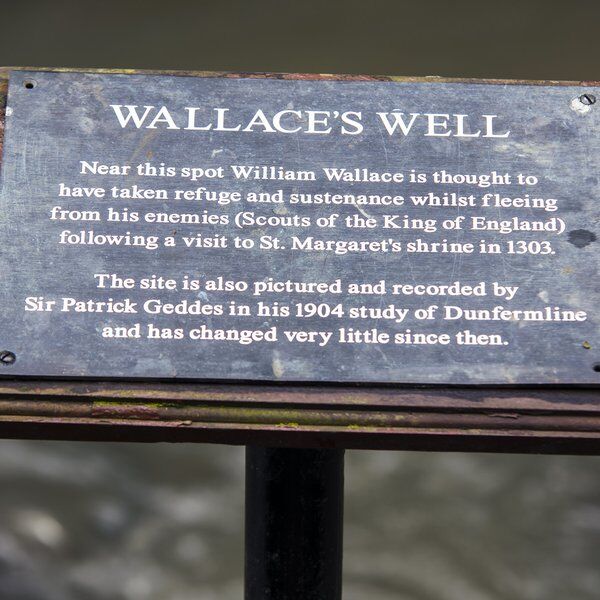 WALLACE'S WELL
Near this spot William Wallace is thought to
have taken refuge and sustenance whilst fleeing
from his enemies (Scouts of the King of England)
following a visit to St. Margaret's shrine in 1303.
The site is also pictured and recorded by
Sir Patrick Geddes in his 1904 study of Dunfermline
and has changed very little since then.